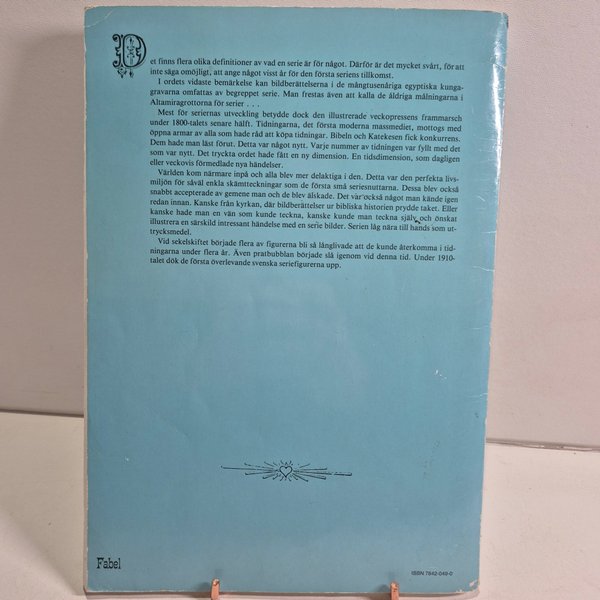 Det finns flera olika definitioner av vad en serie är för något. Därför är det mycket svårt, för att
inte säga omöjligt, att ange något visst år för den första seriens tillkomst.
I ordets vidaste bemärkelse kan bildberättelserna i de mångtusenåriga egyptiska kunga-
gravarna omfattas av begreppet serie. Man frestas även att kalla de åldriga målningarna i
Altamiragrottorna för serier . . .
Mest för seriernas utveckling betydde dock den illustrerade veckopressens frammarsch
under 1800-talets senare hälft. Tidningarna, det första moderna massmediet, mottogs med
öppna armar av alla som hade råd att köpa tidningar. Bibeln och Katekesen fick konkurrens.
Dem hade man läst förut. Detta var något nytt. Varje nummer av tidningen var fyllt med det
som var nytt. Det tryckta ordet hade fått en ny dimension. En tidsdimension, som dagligen
eller veckovis förmedlade nya händelser.
Världen kom närmare inpå och alla blev mer delaktiga i den. Detta var den perfekta livs-
miljön för såväl enkla skämtteckningar som de första små seriesnuttarna. Dessa blev också
snabbt accepterade av gemene man och de blev älskade. Det var också något man kände igen
redan innan. Kanske från kyrkan, där bildberättelser ur bibliska historien prydde taket. Eller
kanske hade man en vän som kunde teckna, kanske kunde man teckna själv och önskat
illustrera en särskild intressant händelse med en serie bilder. Serien låg nära till hands som ut-
trycksmedel.
Vid sekelskiftet började flera av figurerna bli så långlivade att de kunde återkomma i tid-
ningarna under flera år. Även pratbubblan började slå igenom vid denna tid. Under 1910-
talet dök de första överlevande svenska seriefigurerna upp.
Fabel
ISBN 7842-049-0